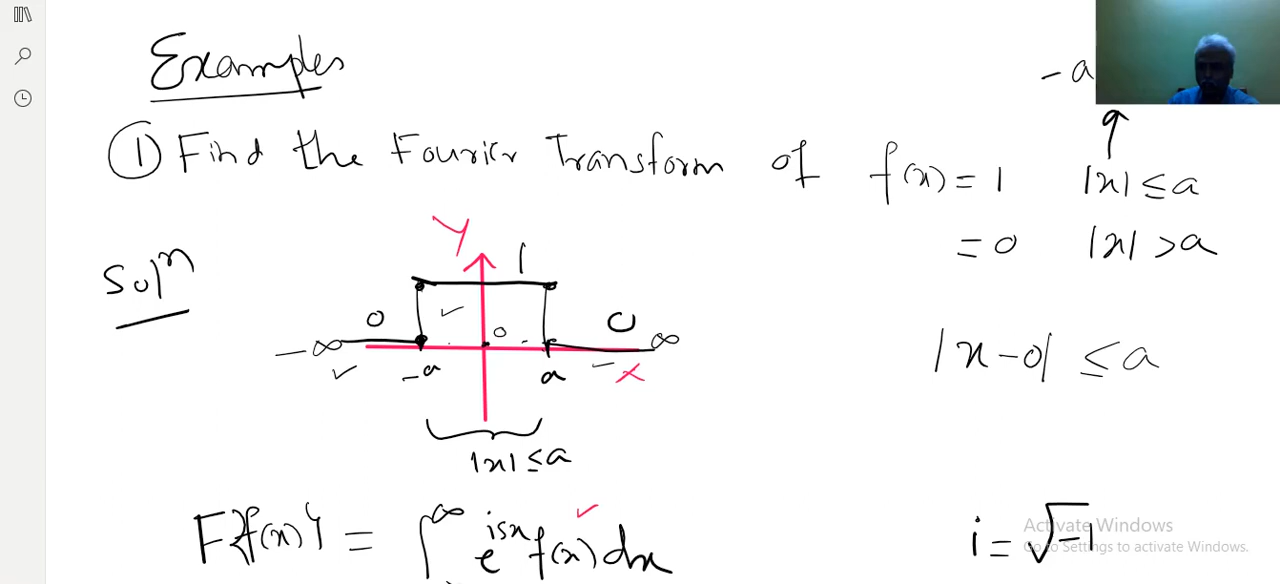 Examples
- a
① Find the Fourier Transform of f(x) = 1 |x| ≤ a
= 0 |x| > a
Solⁿ
Y
1
0 0 0
-∞ ∞
-a a X
|x-0| ≤ a
|x| ≤ a
F{f(x)} = ∫^∞ e^{isx} f(x) dx i = √-1
Activate Windows
Go to Settings to activate Windows.